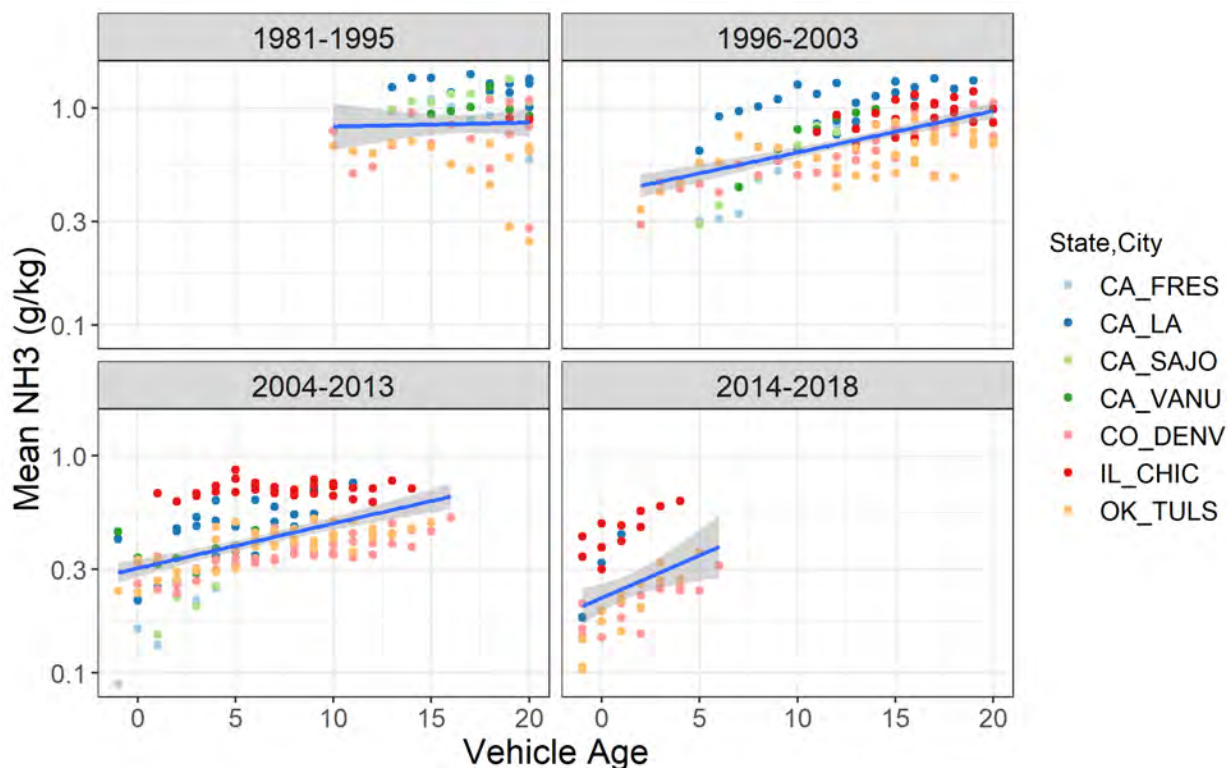 1981-1995
1996-2003
1.0
0.3
0.1
2004-2013
2014-2018
1.0
0.3
0.1
0 5 10 15 20 0 5 10 15 20
Vehicle Age
Mean NH3 (g/kg)
State,City
CA_FRES
CA_LA
CA_SAJO
CA_VANU
CO_DENV
IL_CHIC
OK_TULS